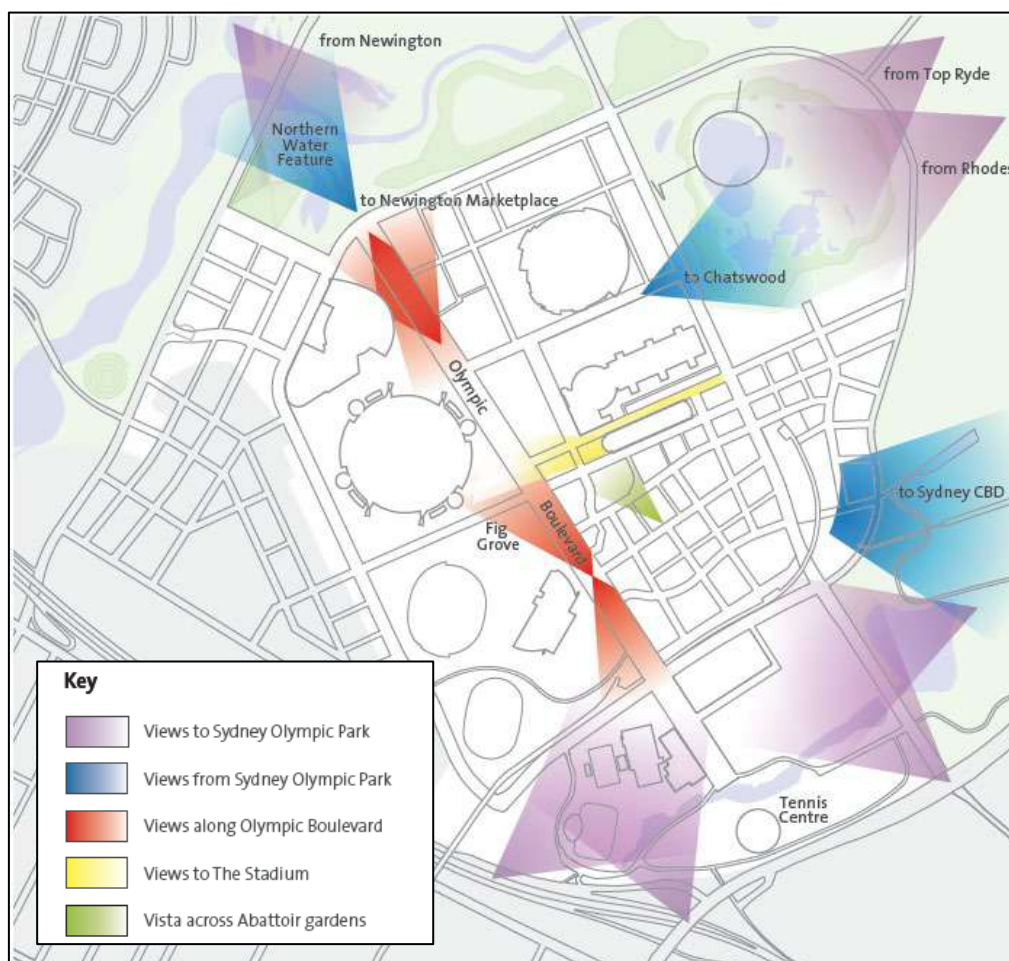 from Newington
from Top Ryde
Northern
Water
Feature
from Rhodes
to Newington Marketplace
to Chatswood
Olympic
to Sydney CBD
Boulevard
Fig
Grove
Key
Views to Sydney Olympic Park
Views from Sydney Olympic Park
Views along Olympic Boulevard
Views to The Stadium
Vista across Abattoir gardens
Tennis
Centre